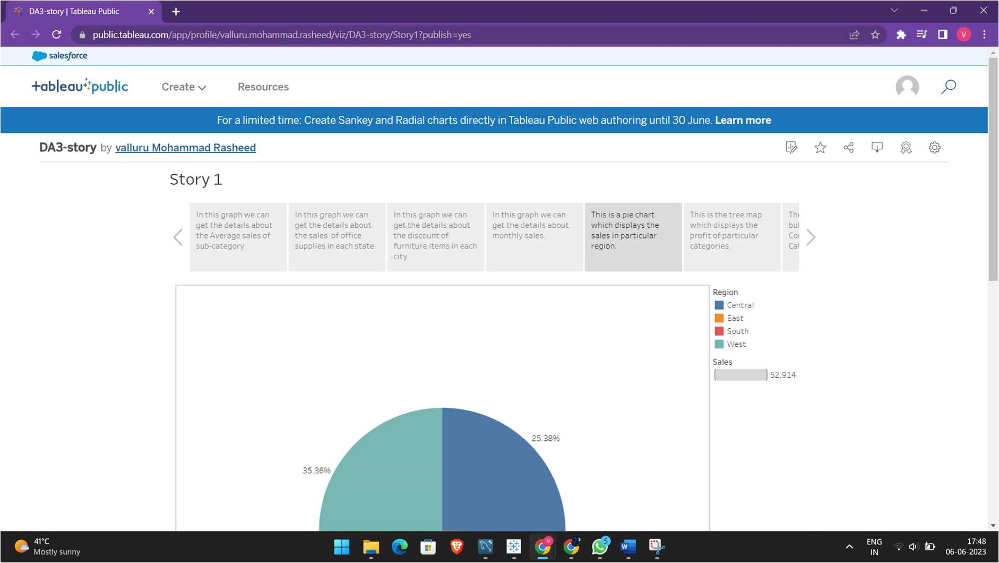 DA3-story | Tableau Public
public.tableau.com/app/profile/valluru.mohammad.rasheed/viz/DA3-story/Story1?publish=yes
V
salesforce
tableau public
Create
Resources
For a limited time: Create Sankey and Radial charts directly in Tableau Public web authoring until 30 June. Learn more
DA3-story by valluru Mohammad Rasheed
Story 1
In this graph we can
get the details about
the Average sales of
sub-category
In this graph we can
get the details about
the sales of office
supplies in each state
In this graph we can
get the details about
the discount of
furniture items in each
city.
In this graph we can
get the details about
monthly sales.
This is a pie chart
which displays the
sales in particular
region.
This is the tree map
which displays the
profit of particular
categories
Region
Central
East
South
West
Sales
52,914
25.38%
35.36%
41°C
Mostly sunny
V
5
ENG
IN
17:48
06-06-2023